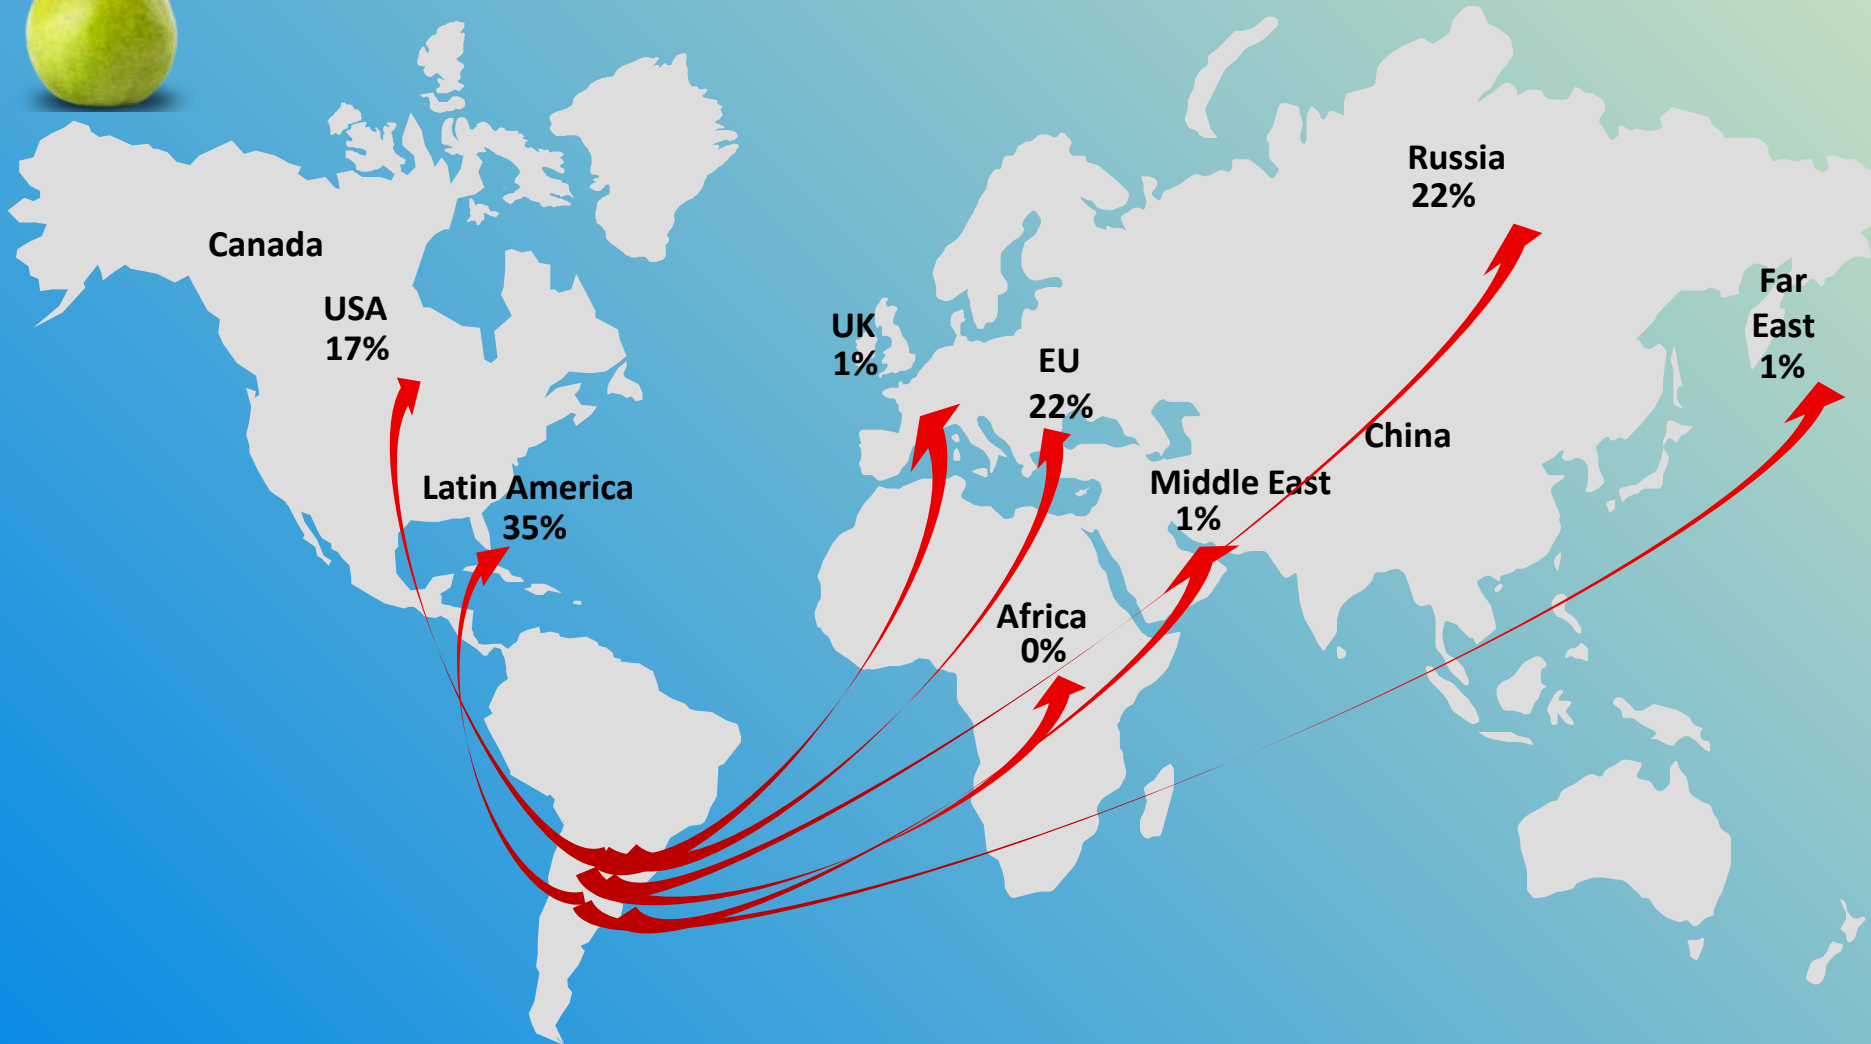 Russia
22%
Canada
Far
East
1%
USA
17%
UK
1%
EU
22%
China
Latin America
35%
Middle East
1%
Africa
0%